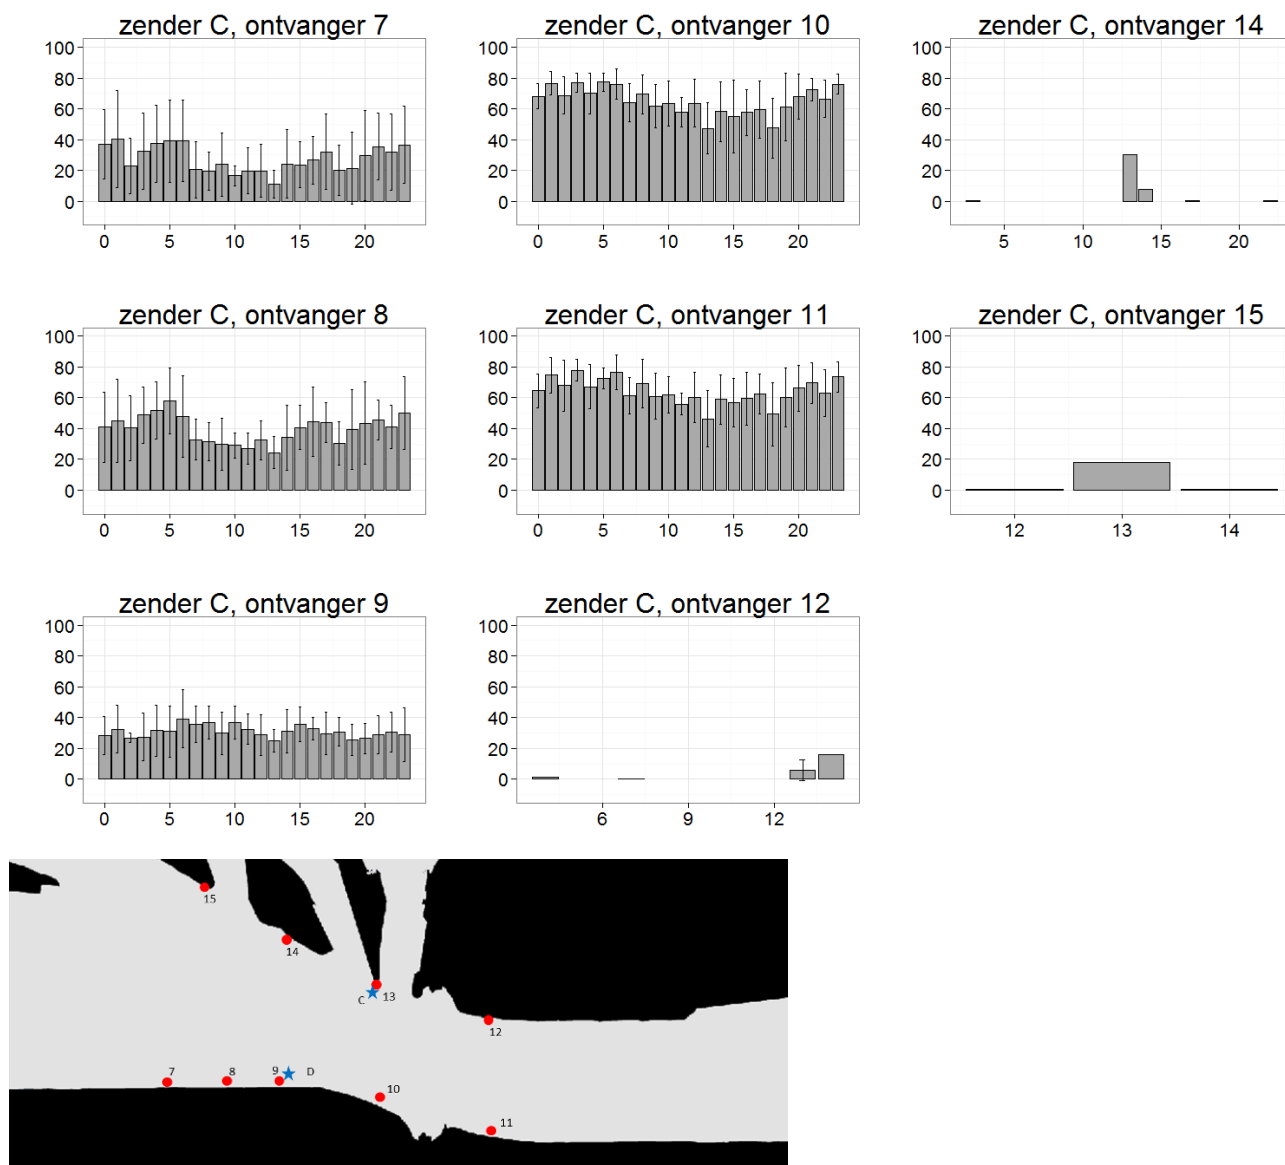 zender C, ontvanger 7
100
80
60
40
20
0
0 5 10 15 20
zender C, ontvanger 10
100
80
60
40
20
0
0 5 10 15 20
zender C, ontvanger 14
100
80
60
40
20
0
5 10 15 20
zender C, ontvanger 8
100
80
60
40
20
0
0 5 10 15 20
zender C, ontvanger 11
100
80
60
40
20
0
0 5 10 15 20
zender C, ontvanger 15
100
80
60
40
20
0
12 13 14
zender C, ontvanger 9
100
80
60
40
20
0
0 5 10 15 20
zender C, ontvanger 12
100
80
60
40
20
0
6 9 12
15
14
C 13
12
7 8 9 D
10
11